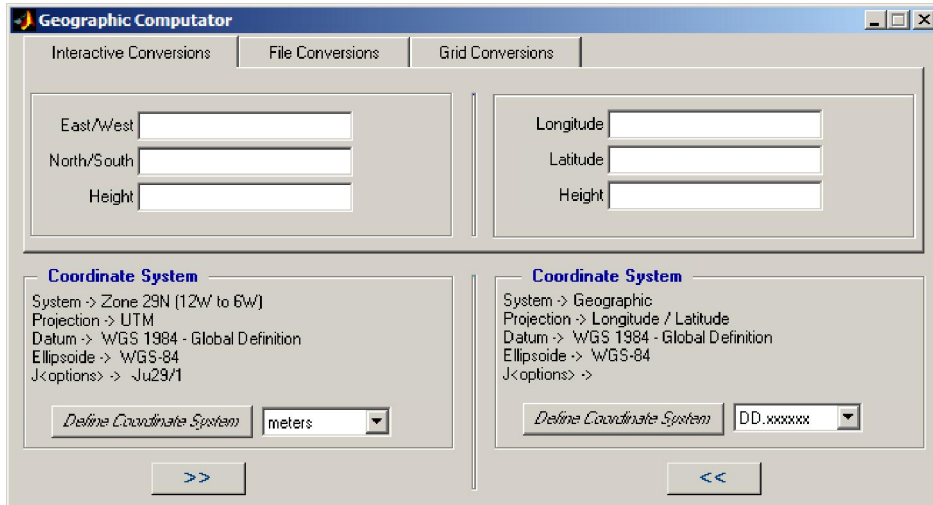 Geographic Computator
Interactive Conversions
File Conversions
Grid Conversions
East/West
North/South
Height
Longitude
Latitude
Height
Coordinate System
System -> Zone 29N (12W to 6W)
Projection -> UTM
Datum -> WGS 1984 - Global Definition
Ellipsoide -> WGS-84
J<options> -> -Ju29/1
Define Coordinate System
meters
>>
Coordinate System
System -> Geographic
Projection -> Longitude / Latitude
Datum -> WGS 1984 - Global Definition
Ellipsoide -> WGS-84
J<options> ->
Define Coordinate System
DD.xxxxxx
<<